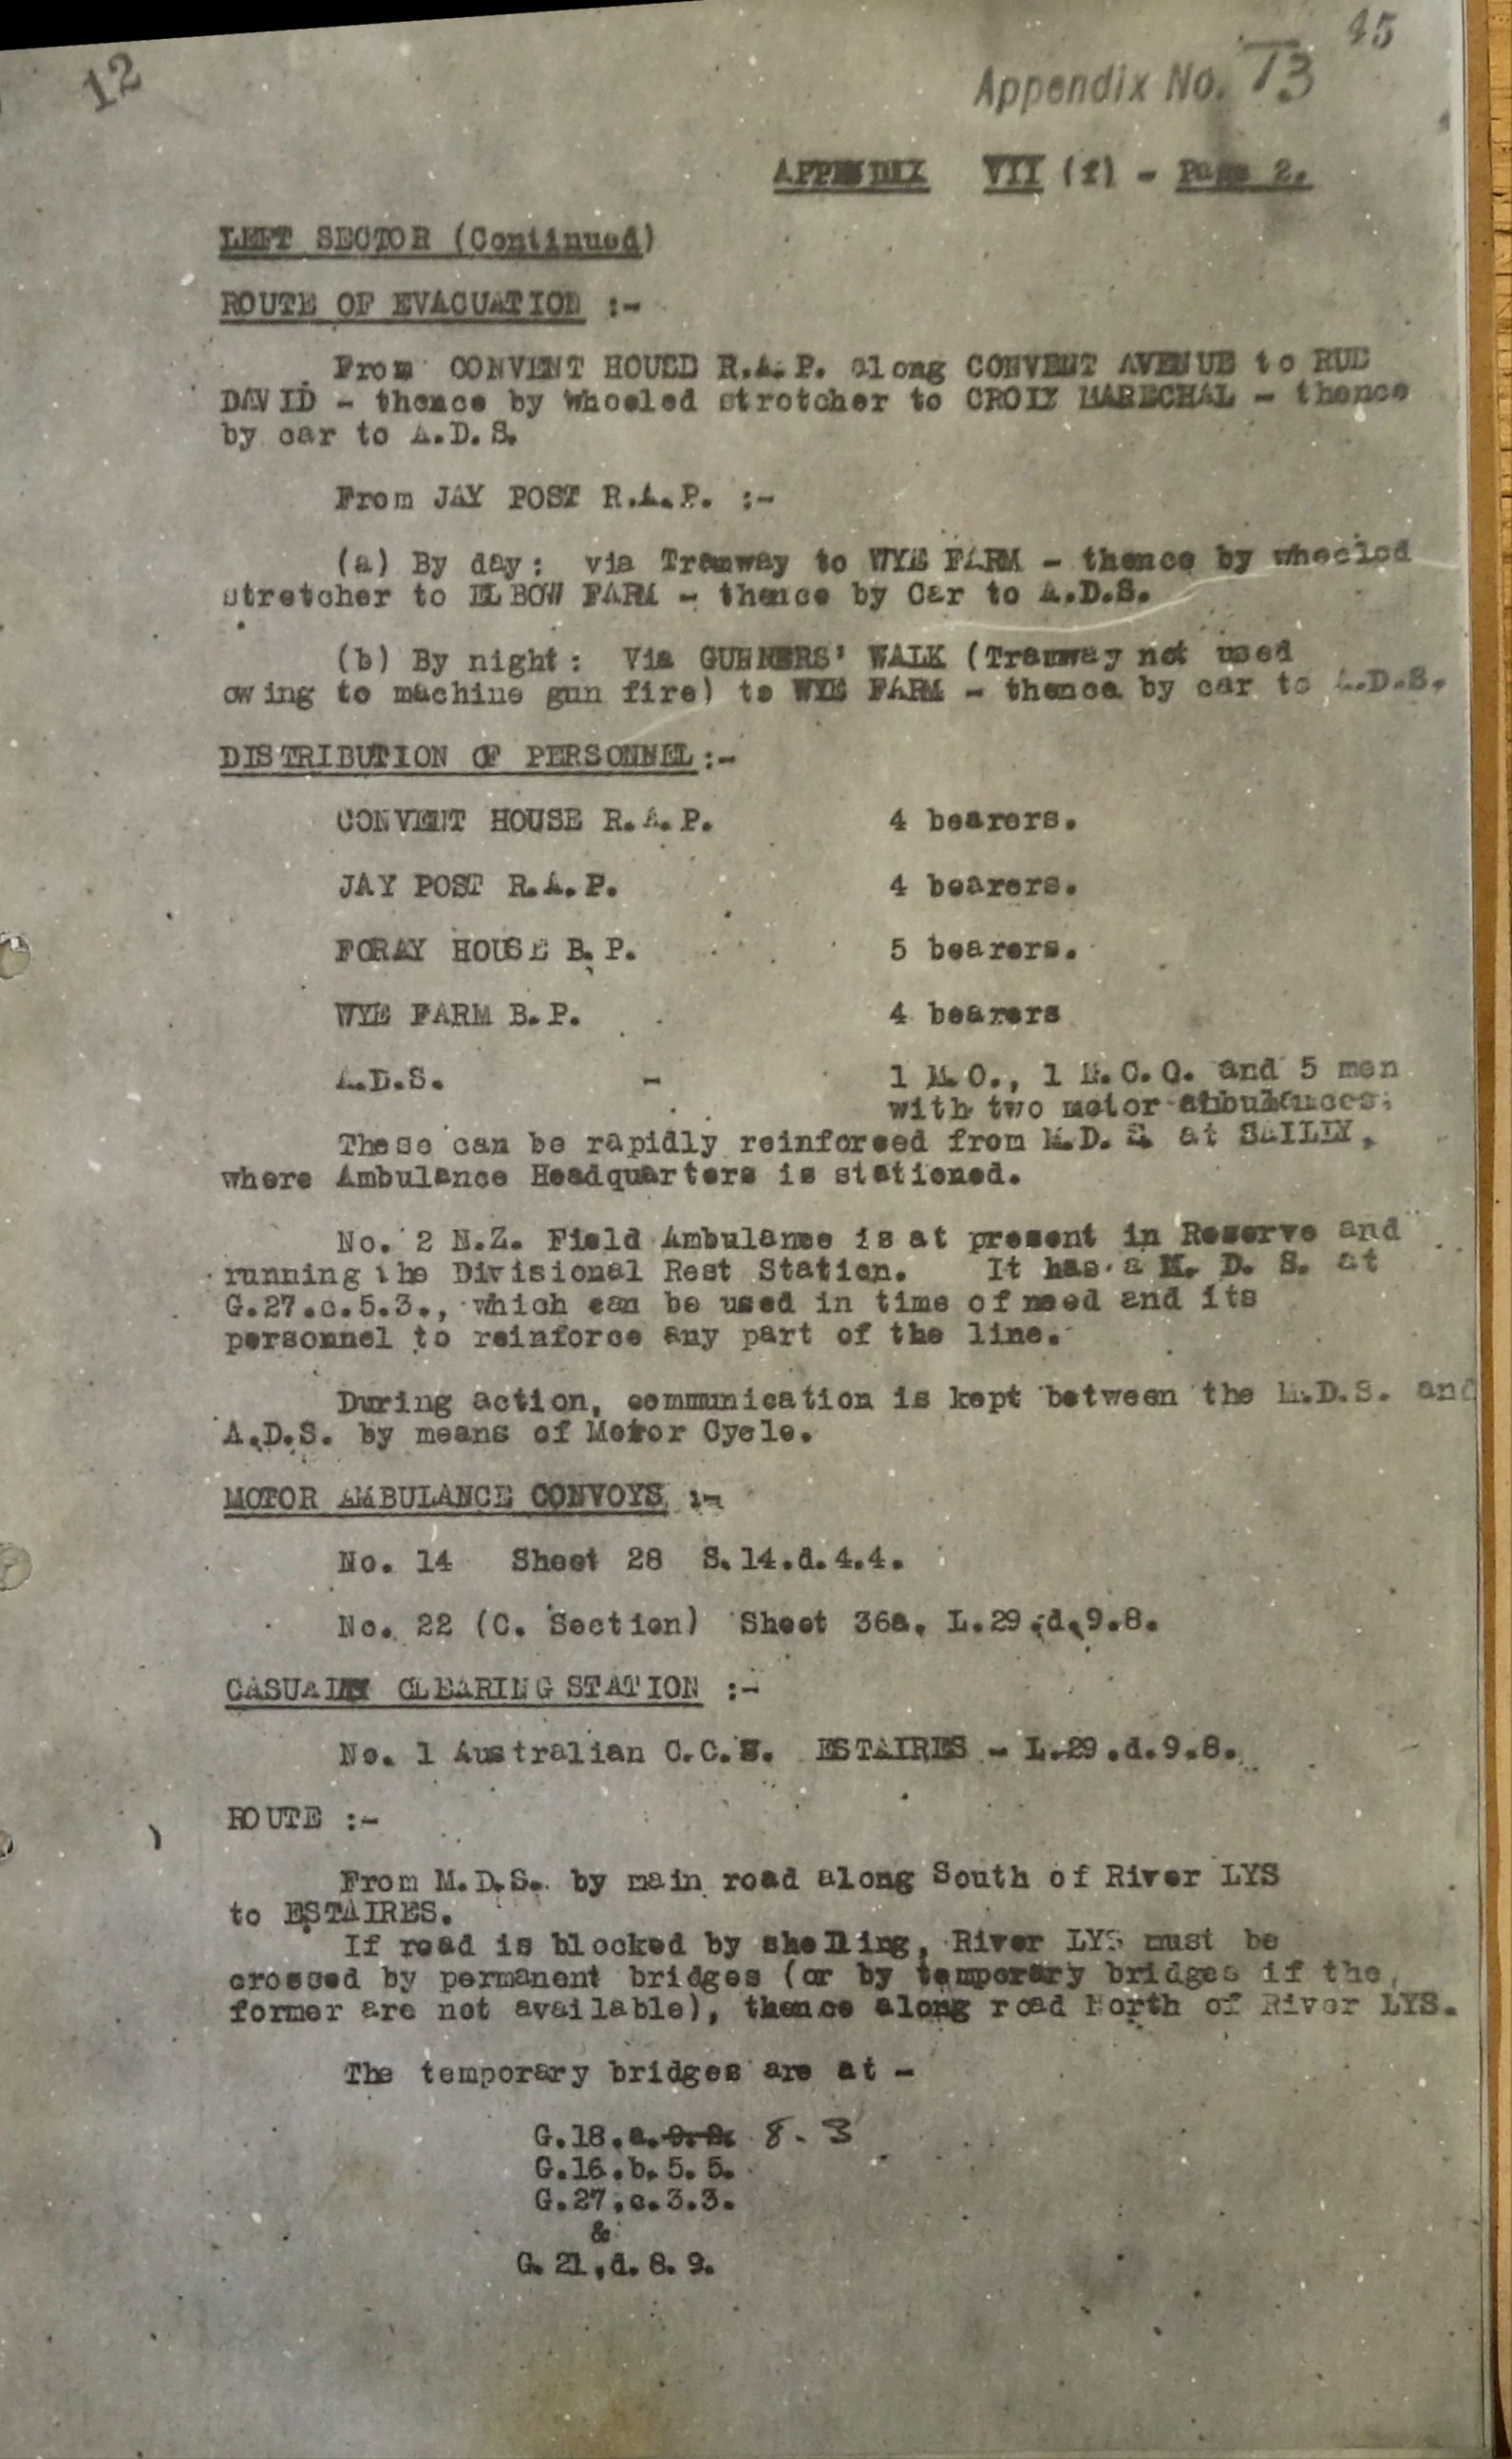 12
45
Appendix No. T3
APPENDIX VII (f) - Page 2.
LEFT SECTOR (Continued)
ROUTE OF EVACUATION :-
From CONVENT HOUSE R.A.P. along CONVENT AVENUE to RUE
DAVID - thence by wheeled stretcher to CROIX MARECHAL - thence
by car to A.D.S.
From JAY POST R.A.P. :-
(a) By day: via Tramway to WYE FARM - thence by wheeled
stretcher to ELBOW FARM - thence by Car to A.D.S.
(b) By night: Via GUNNERS' WALK (Tramway not used
owing to machine gun fire) to WYE FARM - thence by car to A.D.S.
DISTRIBUTION OF PERSONNEL:-
CONVENT HOUSE R.A.P. 4 bearers.
JAY POST R.A.P. 4 bearers.
FORAY HOUSE B.P. 5 bearers.
WYE FARM B.P. 4 bearers
A.D.S. - 1 M.O., 1 N.C.O. and 5 men
with two motor ambulances.
These can be rapidly reinforced from M.D.S. at SAILLY,
where Ambulance Headquarters is stationed.
No. 2 N.Z. Field Ambulance is at present in Reserve and
running the Divisional Rest Station. It has a M. D. S. at
G.27.c.5.3., which can be used in time of need and its
personnel to reinforce any part of the line.
During action, communication is kept between the M.D.S. and
A.D.S. by means of Motor Cycle.
MOTOR AMBULANCE CONVOYS :-
No. 14 Sheet 28 S.14.d.4.4.
No. 22 (C. Section) Sheet 36a. L.29.d.9.8.
CASUALTY CLEARING STATION :-
No. 1 Australian C.C.S. ESTAIRES - L.29.d.9.8.
ROUTE :-
From M.D.S. by main road along South of River LYS
to ESTAIRES.
If road is blocked by shelling, River LYS must be
crossed by permanent bridges (or by temporary bridges if the
former are not available), thence along road North of River LYS.
The temporary bridges are at -
G.18.a. 8.3
G.16.b.5.5.
G.27.c.3.3.
&
G.21.d.8.9.